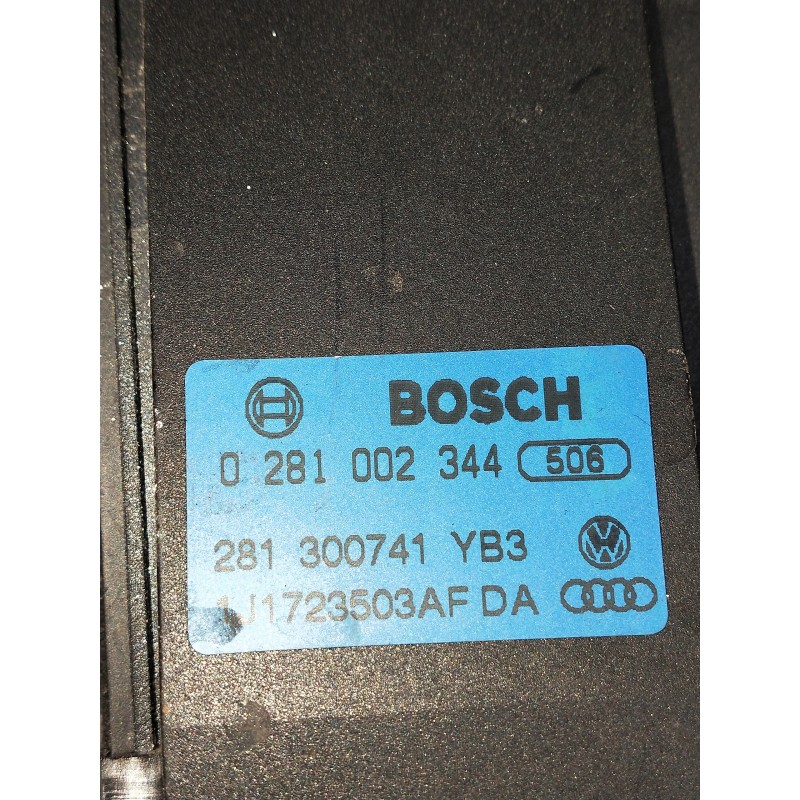 BOSCH
0 281 002 344 506
281 300741 YB3
1J1723503AF DA